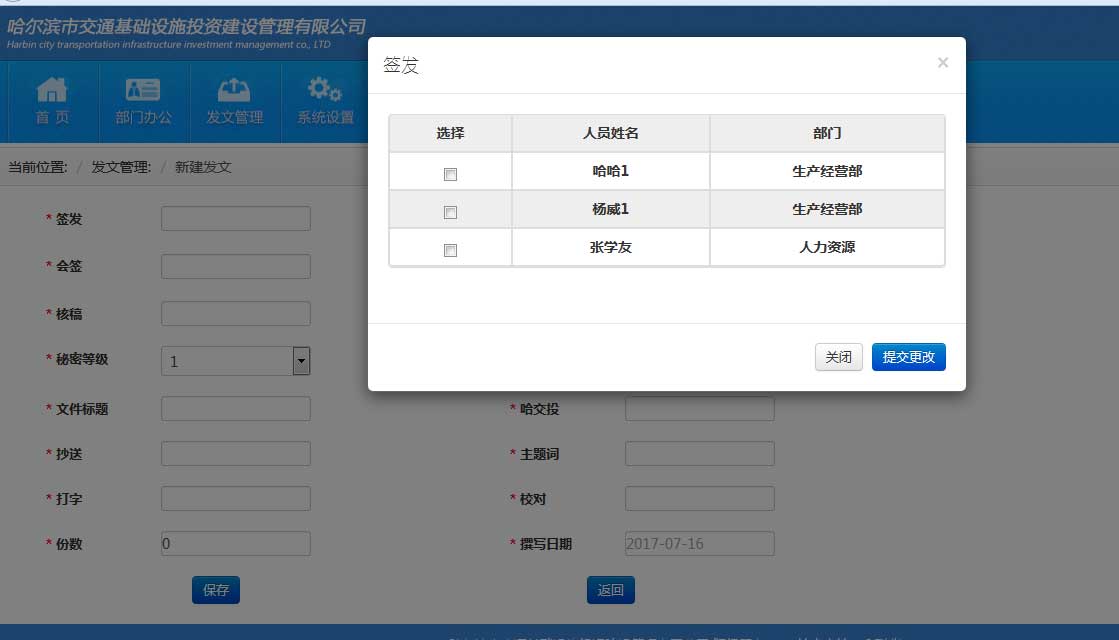 哈尔滨市交通基础设施投资建设管理有限公司
Harbin city transportation infrastructure investment management co., LTD
首 页 部门办公 发文管理 系统设置
当前位置: / 发文管理: / 新建发文
签发 ×
选择 人员姓名 部门
哈哈1 生产经营部
杨威1 生产经营部
张学友 人力资源
关闭 提交更改
* 签发
* 会签
* 核稿
* 秘密等级 1
* 文件标题 * 哈交投
* 抄送 * 主题词
* 打字 * 校对
* 份数 0 * 撰写日期 2017-07-16
保存 返回